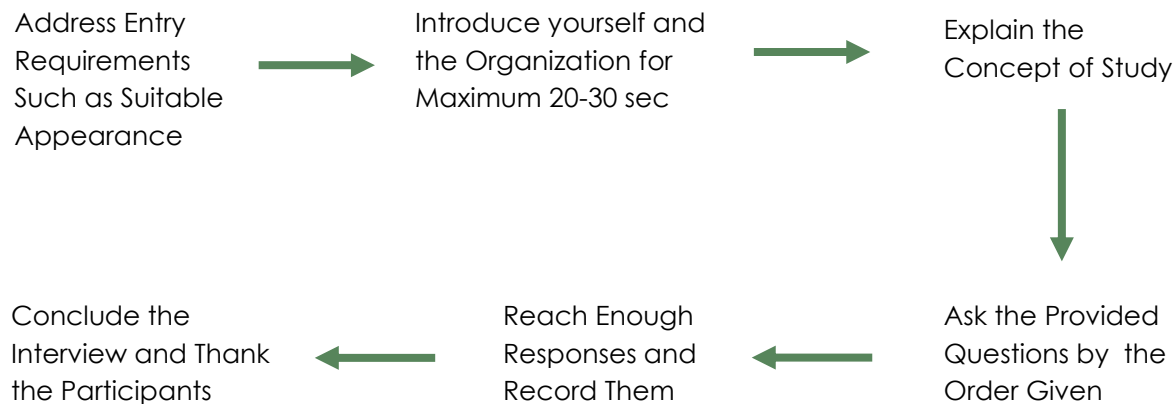 Address Entry
Requirements
Such as Suitable
Appearance
Introduce yourself and
the Organization for
Maximum 20-30 sec
Explain the
Concept of Study
Ask the Provided
Questions by the
Order Given
Reach Enough
Responses and
Record Them
Conclude the
Interview and Thank
the Participants